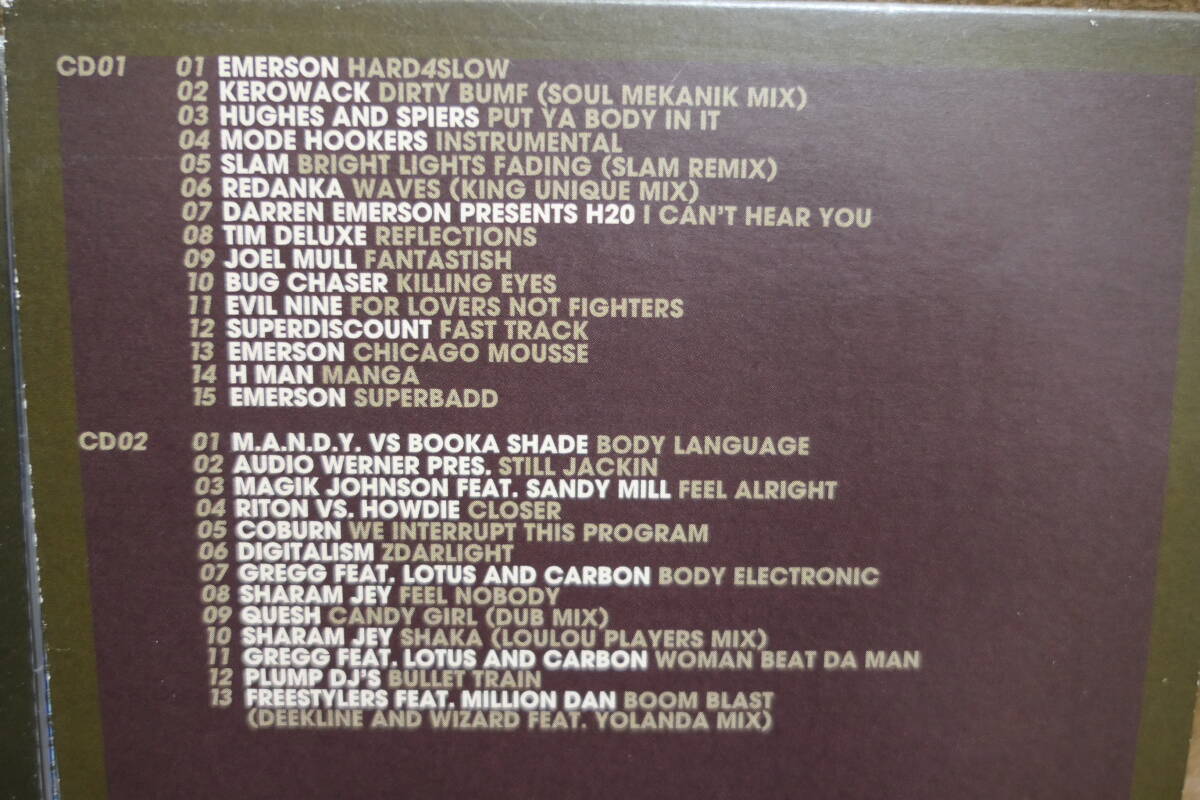 CD01 01 EMERSON HARD4SLOW
02 KEROWACK DIRTY BUMF (SOUL MEKANIK MIX)
03 HUGHES AND SPIERS PUT YA BODY IN IT
04 MODE HOOKERS INSTRUMENTAL
05 SLAM BRIGHT LIGHTS FADING (SLAM REMIX)
06 REDANKA WAVES (KING UNIQUE MIX)
07 DARREN EMERSON PRESENTS H20 I CAN'T HEAR YOU
08 TIM DELUXE REFLECTIONS
09 JOEL MULL FANTASTISH
10 BUG CHASER KILLING EYES
11 EVIL NINE FOR LOVERS NOT FIGHTERS
12 SUPERDISCOUNT FAST TRACK
13 EMERSON CHICAGO MOUSSE
14 H MAN MANGA
15 EMERSON SUPERBADD
CD02 01 M.A.N.D.Y. VS BOOKA SHADE BODY LANGUAGE
02 AUDIO WERNER PRES. STILL JACKIN
03 MAGIK JOHNSON FEAT. SANDY MILL FEEL ALRIGHT
04 RITON VS. HOWDIE CLOSER
05 COBURN WE INTERRUPT THIS PROGRAM
06 DIGITALISM ZDARLIGHT
07 GREGG FEAT. LOTUS AND CARBON BODY ELECTRONIC
08 SHARAM JEY FEEL NOBODY
09 QUESH CANDY GIRL (DUB MIX)
10 SHARAM JEY SHAKA (LOULOU PLAYERS MIX)
11 GREGG FEAT. LOTUS AND CARBON WOMAN BEAT DA MAN
12 PLUMP DJ'S BULLET TRAIN
13 FREESTYLERS FEAT. MILLION DAN BOOM BLAST
(DEEKLINE AND WIZARD FEAT. YOLANDA MIX)